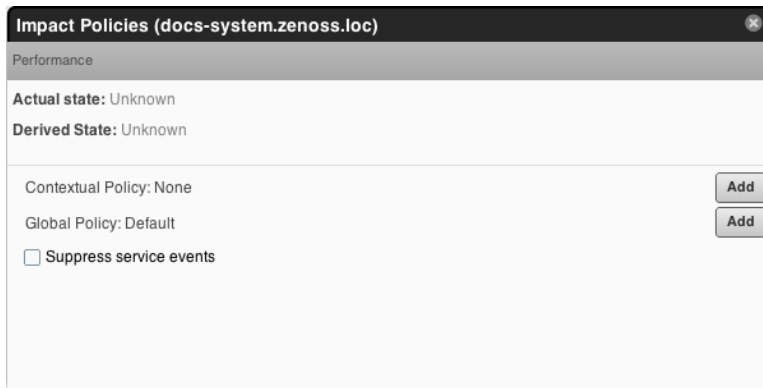 Impact Policies (docs-system.zenoss.loc)
Performance
Actual state: Unknown
Derived State: Unknown
Contextual Policy: None Add
Global Policy: Default Add
Suppress service events